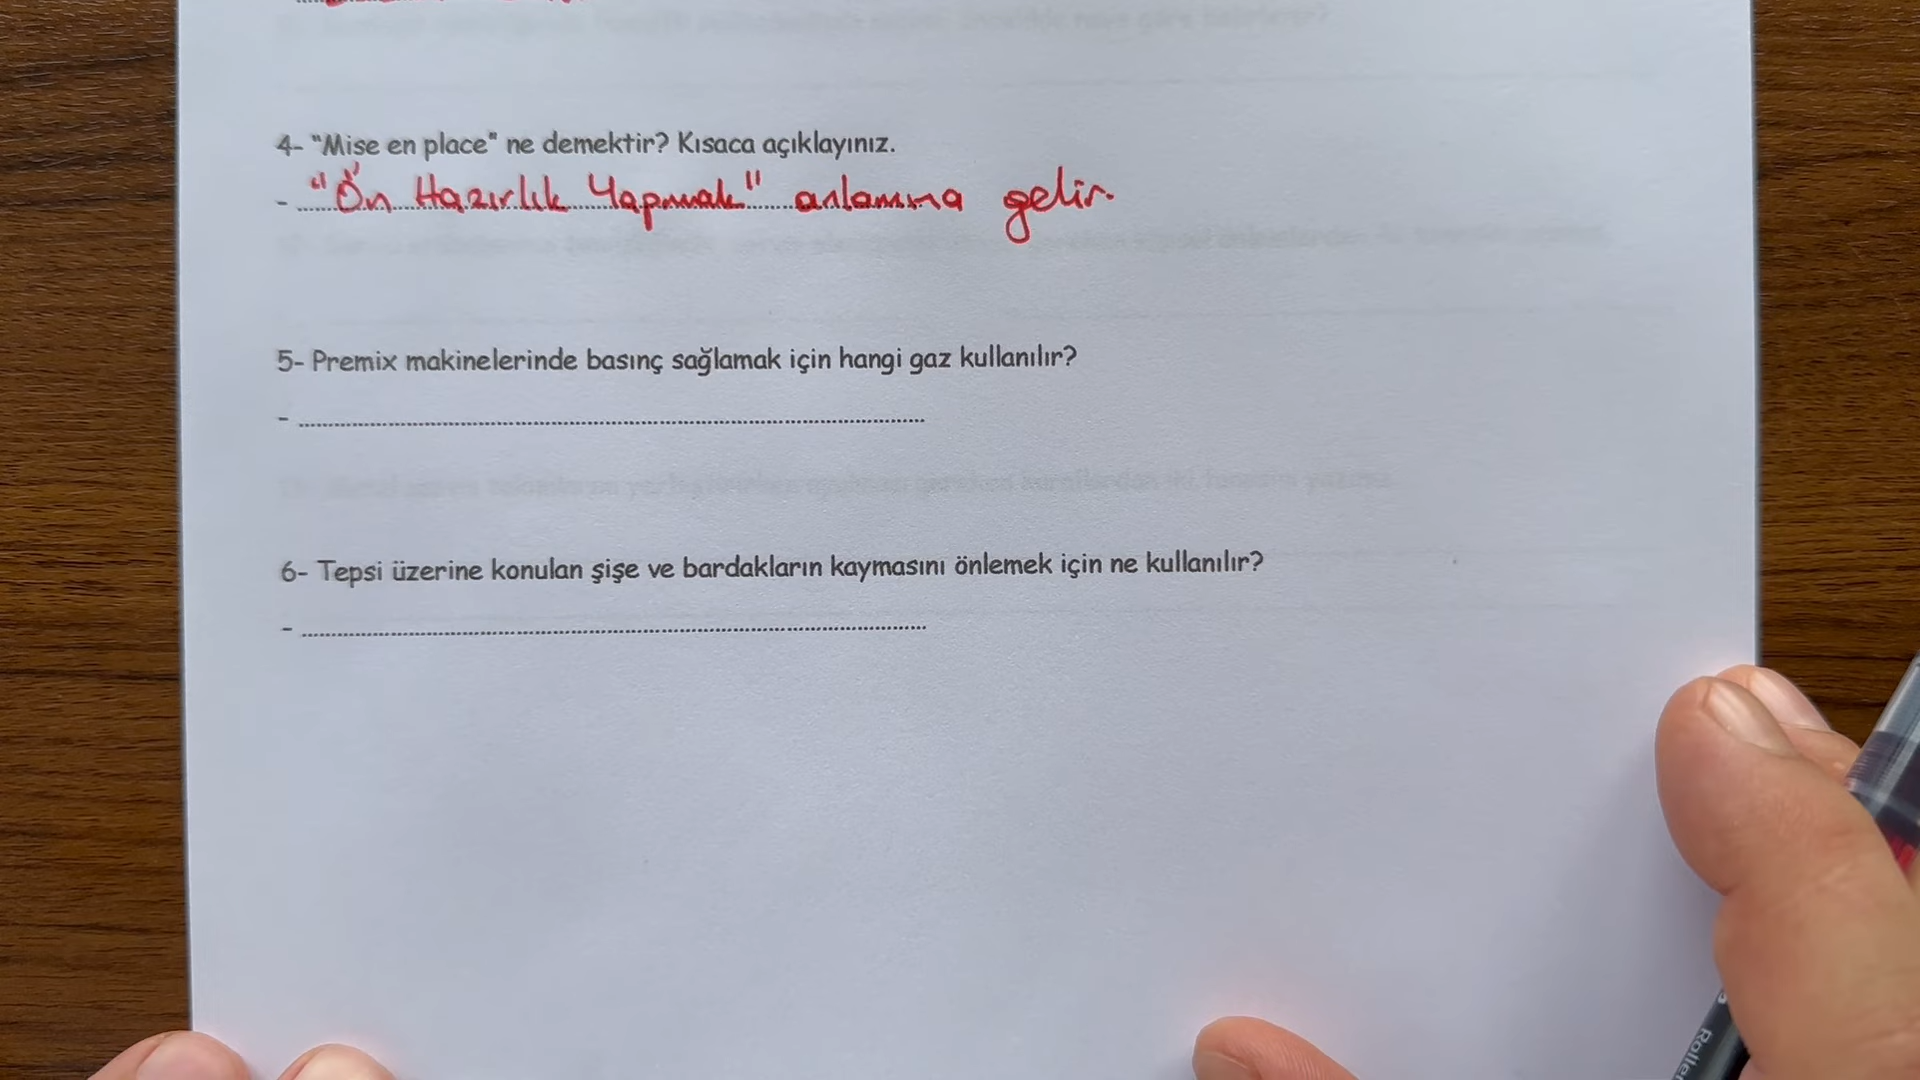 4- "Mise en place" ne demektir? Kısaca açıklayınız.
- "Ön Hazırlık Yapmak" anlamına gelir.
5- Premix makinelerinde basınç sağlamak için hangi gaz kullanılır?
-
6- Tepsi üzerine konulan şişe ve bardakların kaymasını önlemek için ne kullanılır?
-
Roller